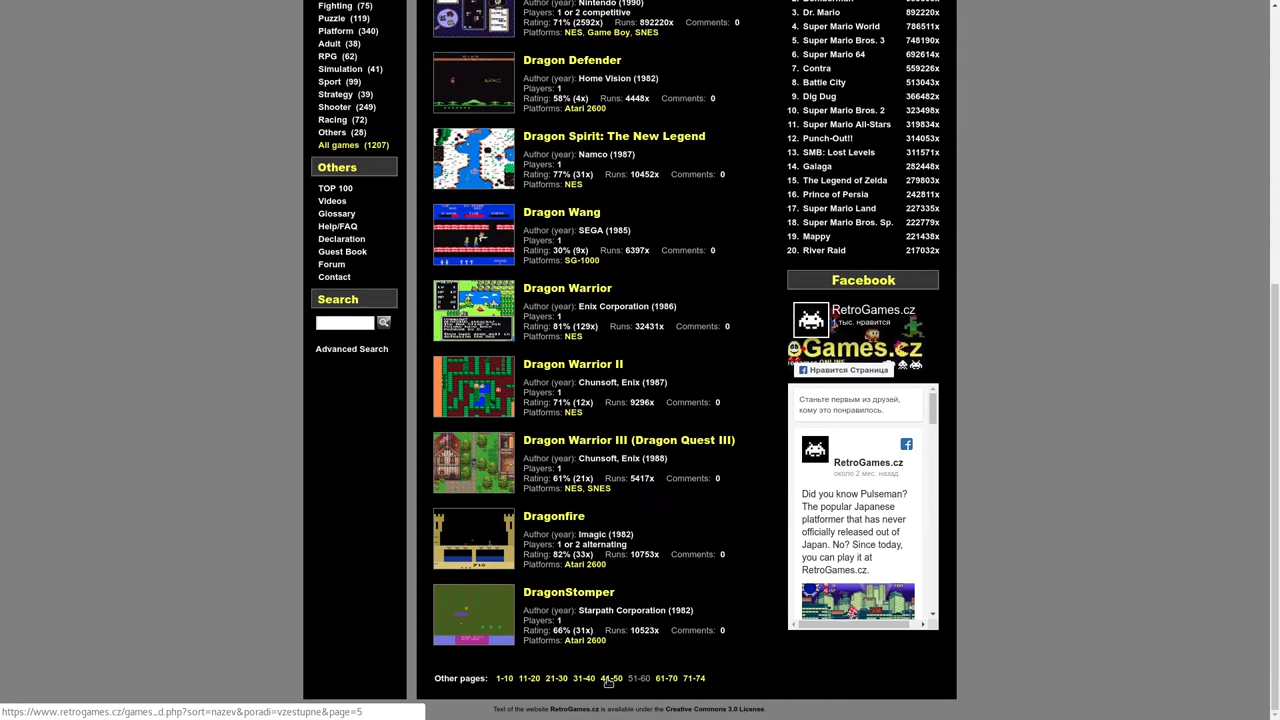 Fighting (75)
Puzzle (119)
Platform (340)
Adult (38)
RPG (62)
Simulation (41)
Sport (99)
Strategy (39)
Shooter (249)
Racing (72)
Others (28)
All games (1207)
Others
TOP 100
Videos
Glossary
Help/FAQ
Declaration
Guest Book
Forum
Contact
Search
Advanced Search
Author (year): Nintendo (1990)
Players: 1 or 2 competitive
Rating: 71% (2592x) Runs: 892220x Comments: 0
Platforms: NES, Game Boy, SNES
Dragon Defender
Author (year): Home Vision (1982)
Players: 1
Rating: 58% (4x) Runs: 4448x Comments: 0
Platforms: Atari 2600
Dragon Spirit: The New Legend
Author (year): Namco (1987)
Players: 1
Rating: 77% (31x) Runs: 10452x Comments: 0
Platforms: NES
Dragon Wang
Author (year): SEGA (1985)
Players: 1
Rating: 30% (9x) Runs: 6397x Comments: 0
Platforms: SG-1000
Dragon Warrior
Author (year): Enix Corporation (1986)
Players: 1
Rating: 81% (129x) Runs: 32431x Comments: 0
Platforms: NES
Dragon Warrior II
Author (year): Chunsoft, Enix (1987)
Players: 1
Rating: 71% (12x) Runs: 9296x Comments: 0
Platforms: NES
Dragon Warrior III (Dragon Quest III)
Author (year): Chunsoft, Enix (1988)
Players: 1
Rating: 61% (21x) Runs: 5417x Comments: 0
Platforms: NES, SNES
Dragonfire
Author (year): Imagic (1982)
Players: 1 or 2 alternating
Rating: 82% (33x) Runs: 10753x Comments: 0
Platforms: Atari 2600
DragonStomper
Author (year): Starpath Corporation (1982)
Players: 1
Rating: 66% (31x) Runs: 10523x Comments: 0
Platforms: Atari 2600
Other pages: 1-10 11-20 21-30 31-40 41-50 51-60 61-70 71-74
3. Dr. Mario 892220x
4. Super Mario World 786511x
5. Super Mario Bros. 3 748190x
6. Super Mario 64 692614x
7. Contra 559226x
8. Battle City 513043x
9. Dig Dug 366482x
10. Super Mario Bros. 2 323498x
11. Super Mario All-Stars 319834x
12. Punch-Out!! 314053x
13. SMB: Lost Levels 311571x
14. Galaga 282448x
15. The Legend of Zelda 279803x
16. Prince of Persia 242811x
17. Super Mario Land 227335x
18. Super Mario Bros. Sp. 222779x
19. Mappy 221438x
20. River Raid 217032x
Facebook
RetroGames.cz
тыс. нравится
Games.cz
Нравится Страница
Станьте первым из друзей,
кому это понравилось.
RetroGames.cz
около 2 мес. назад
Did you know Pulseman?
The popular Japanese
platformer that has never
officially released out of
Japan. No? Since today,
you can play it at
RetroGames.cz.
Text of the website RetroGames.cz is available under the Creative Commons 3.0 License.
https://www.retrogames.cz/games_d.php?sort=nazev&poradi=vzestupne&page=5